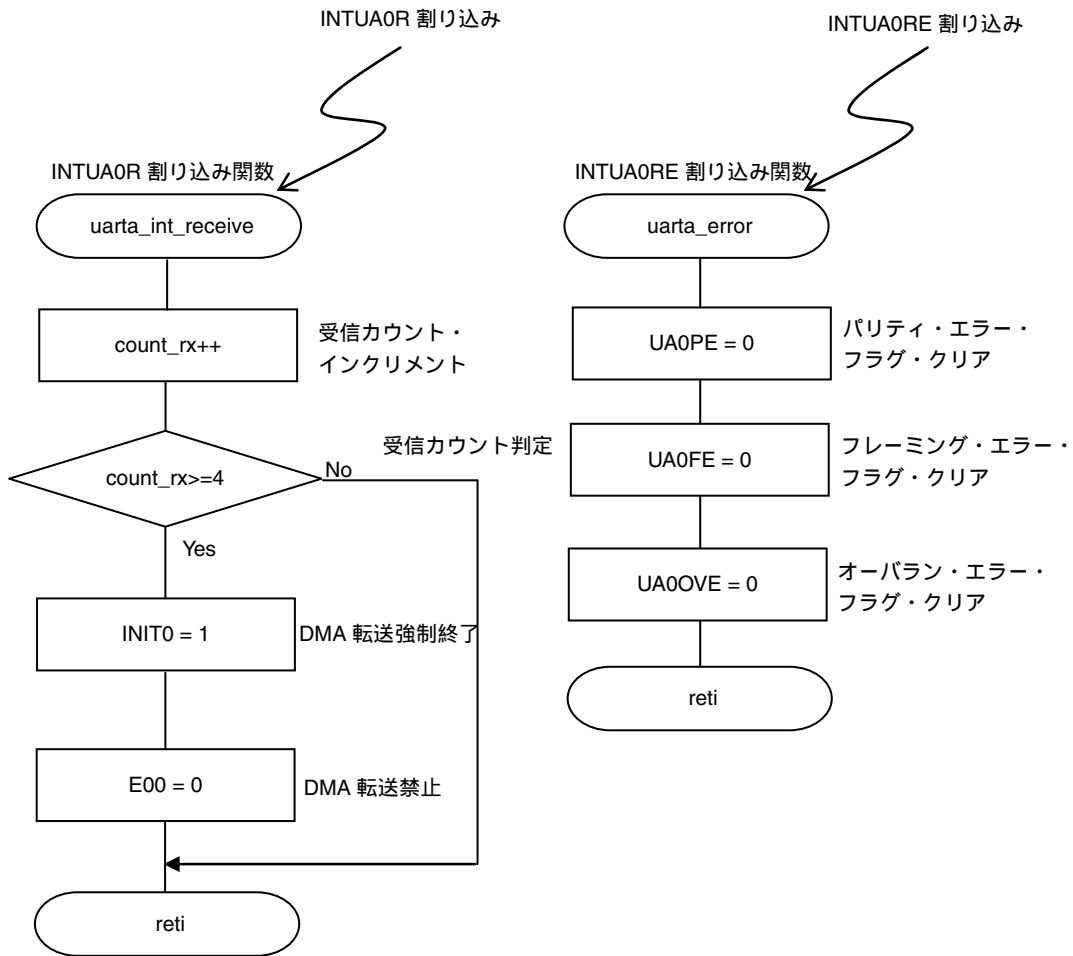 INTUA0R 割り込み
INTUA0R 割り込み関数
uarta_int_receive
count_rx++
受信カウント・
インクリメント
count_rx>=4
受信カウント判定
No
Yes
INIT0 = 1
DMA 転送強制終了
E00 = 0
DMA 転送禁止
reti
INTUA0RE 割り込み
INTUA0RE 割り込み関数
uarta_error
UA0PE = 0
パリティ・エラー・
フラグ・クリア
UA0FE = 0
フレーミング・エラー・
フラグ・クリア
UA0OVE = 0
オーバラン・エラー・
フラグ・クリア
reti